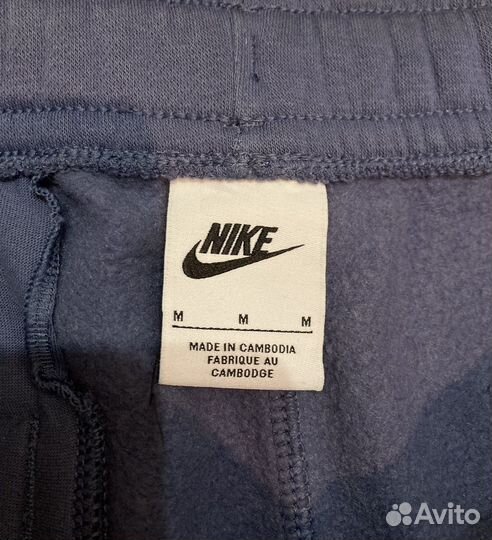 NIKE
M M M
MADE IN CAMBODIA
FABRIQUE AU
CAMBODGE
Avito